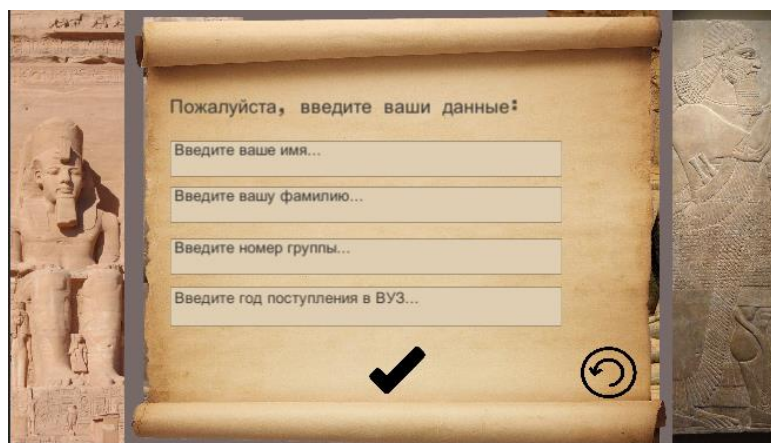 Пожалуйста, введите ваши данные:
Введите ваше имя...
Введите вашу фамилию...
Введите номер группы...
Введите год поступления в ВУЗ...